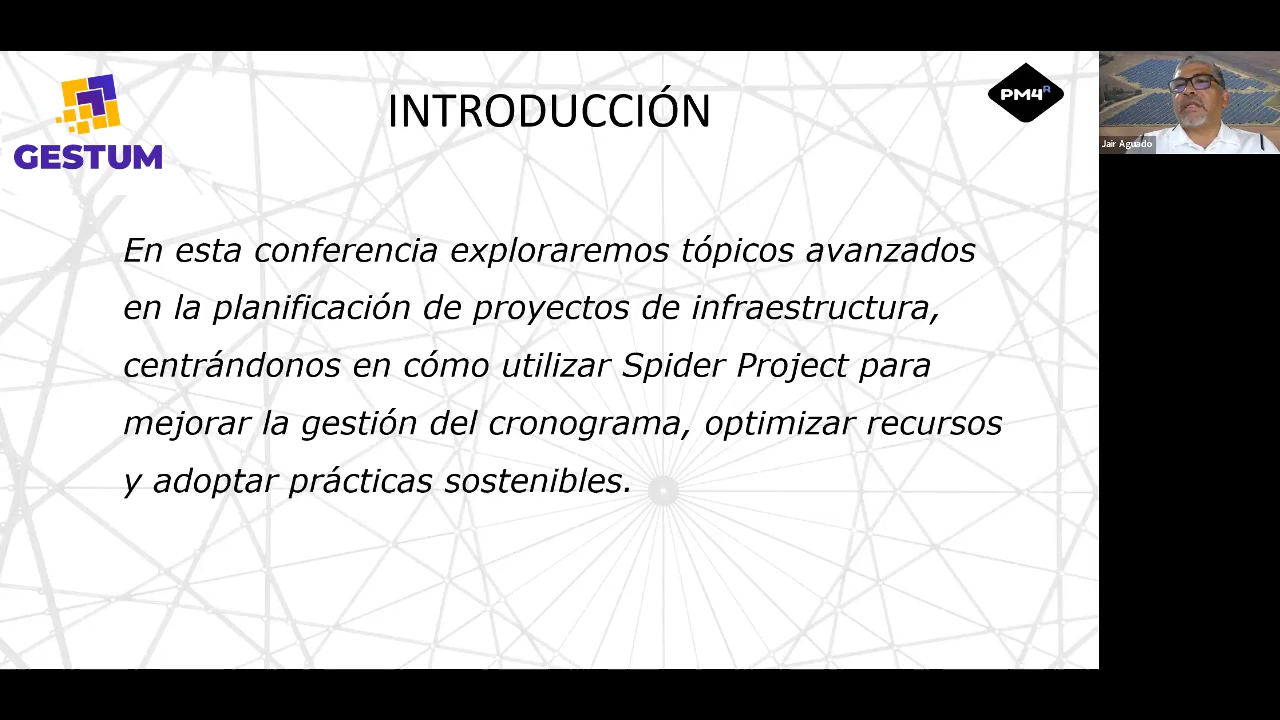 INTRODUCCIÓN
PM4R
GESTUM
Jair Aguado
En esta conferencia exploraremos tópicos avanzados
en la planificación de proyectos de infraestructura,
centrándonos en cómo utilizar Spider Project para
mejorar la gestión del cronograma, optimizar recursos
y adoptar prácticas sostenibles.